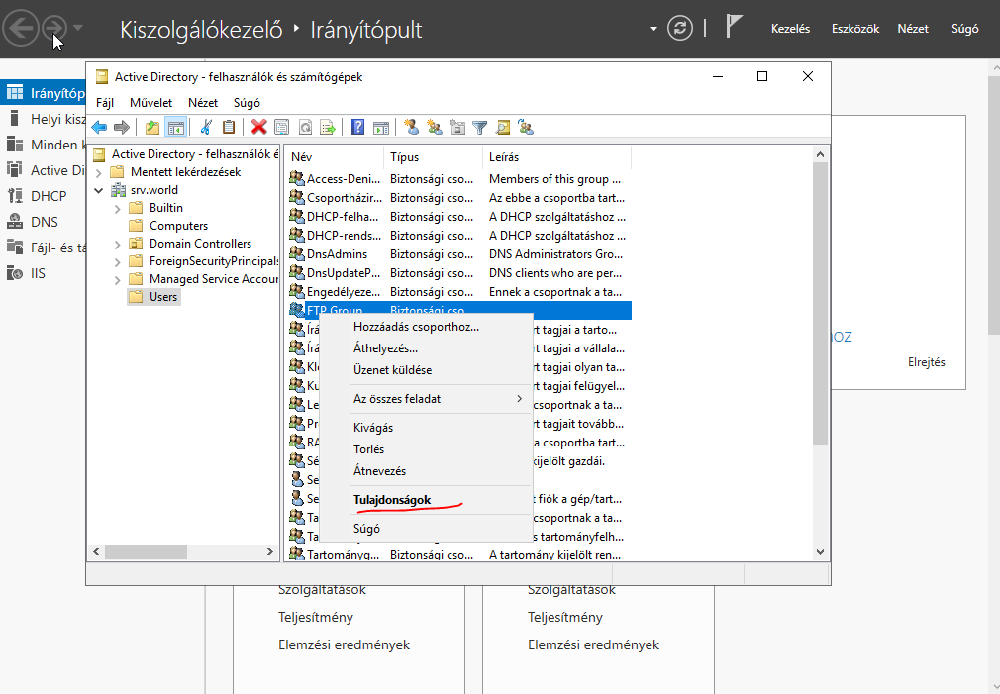 Kiszolgálókezelő ‣ Irányítópult
Kezelés Eszközök Nézet Súgó
Active Directory - felhasználók és számítógépek
Fájl Művelet Nézet Súgó
Irányítóp
Helyi kisz
Minden k
Active Di
DHCP
DNS
Fájl- és tá
IIS
Active Directory - felhasználók é
Mentett lekérdezések
srv.world
Builtin
Computers
Domain Controllers
ForeignSecurityPrincipals
Managed Service Accour
Users
Név Típus Leírás
Access-Deni... Biztonsági cso... Members of this group ...
Csoportházir... Biztonsági cso... Az ebbe a csoportba tart...
DHCP-felha... Biztonsági cso... A DHCP szolgáltatáshoz ...
DHCP-rends... Biztonsági cso... A DHCP szolgáltatáshoz ...
DnsAdmins Biztonsági cso... DNS Administrators Gro...
DnsUpdateP... Biztonsági cso... DNS clients who are per...
Engedélyeze... Biztonsági cso... Ennek a csoportnak a ta...
FTP Group Biztonsági cso...
Írá rt tagjai a tarto...
Írá rt tagjai a vállala...
Kl rt tagjai olyan ta...
Ku rt tagjai felügyel...
Le csoportnak a ta...
Pr rt tagjait tovább...
RA a csoportba tart...
Sé kijelölt gazdái.
Se
Se t fiók a gép/tart...
Ta csoportnak a ta...
Ta s tartományfelh...
Tartományg... Biztonsági cso... A tartomány kijelölt ren...
Hozzáadás csoporthoz...
Áthelyezés...
Üzenet küldése
Az összes feladat
Kivágás
Törlés
Átnevezés
Tulajdonságok
Súgó
HOZ
Elrejtés
Szolgáltatások Szolgáltatások
Teljesítmény Teljesítmény
Elemzési eredmények Elemzési eredmények